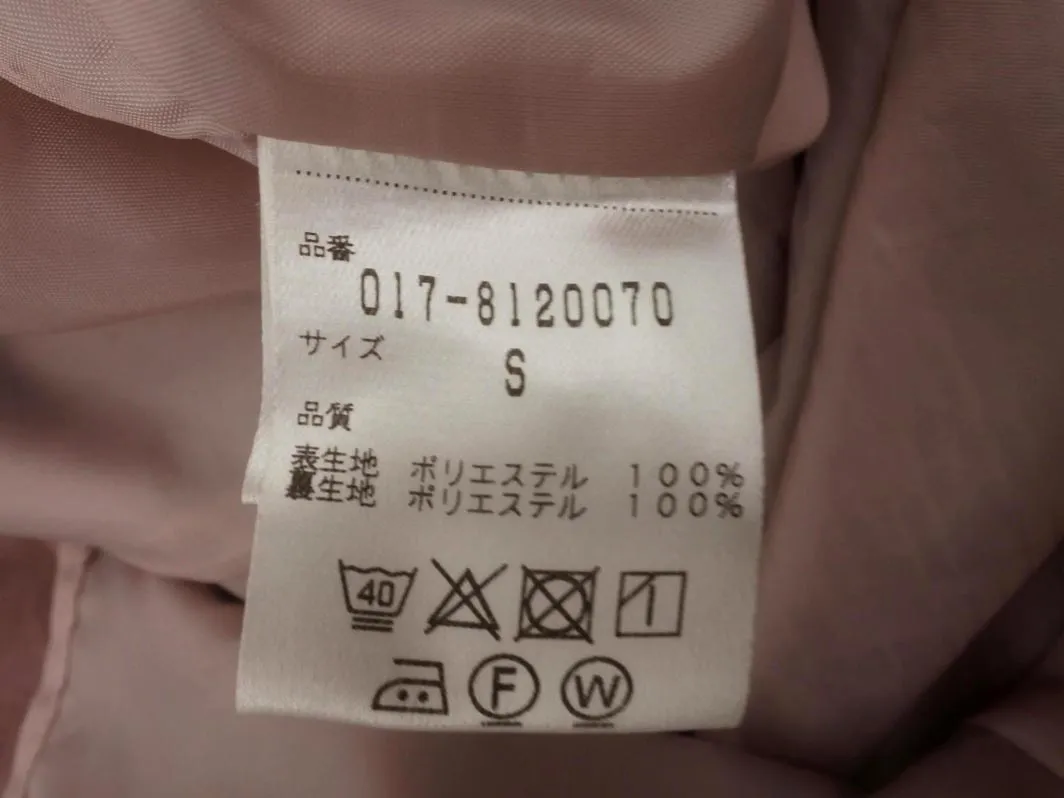 品番
017-8120070
サイズ
S
品質
表生地 ポリエステル 100%
裏生地 ポリエステル 100%
40
F W